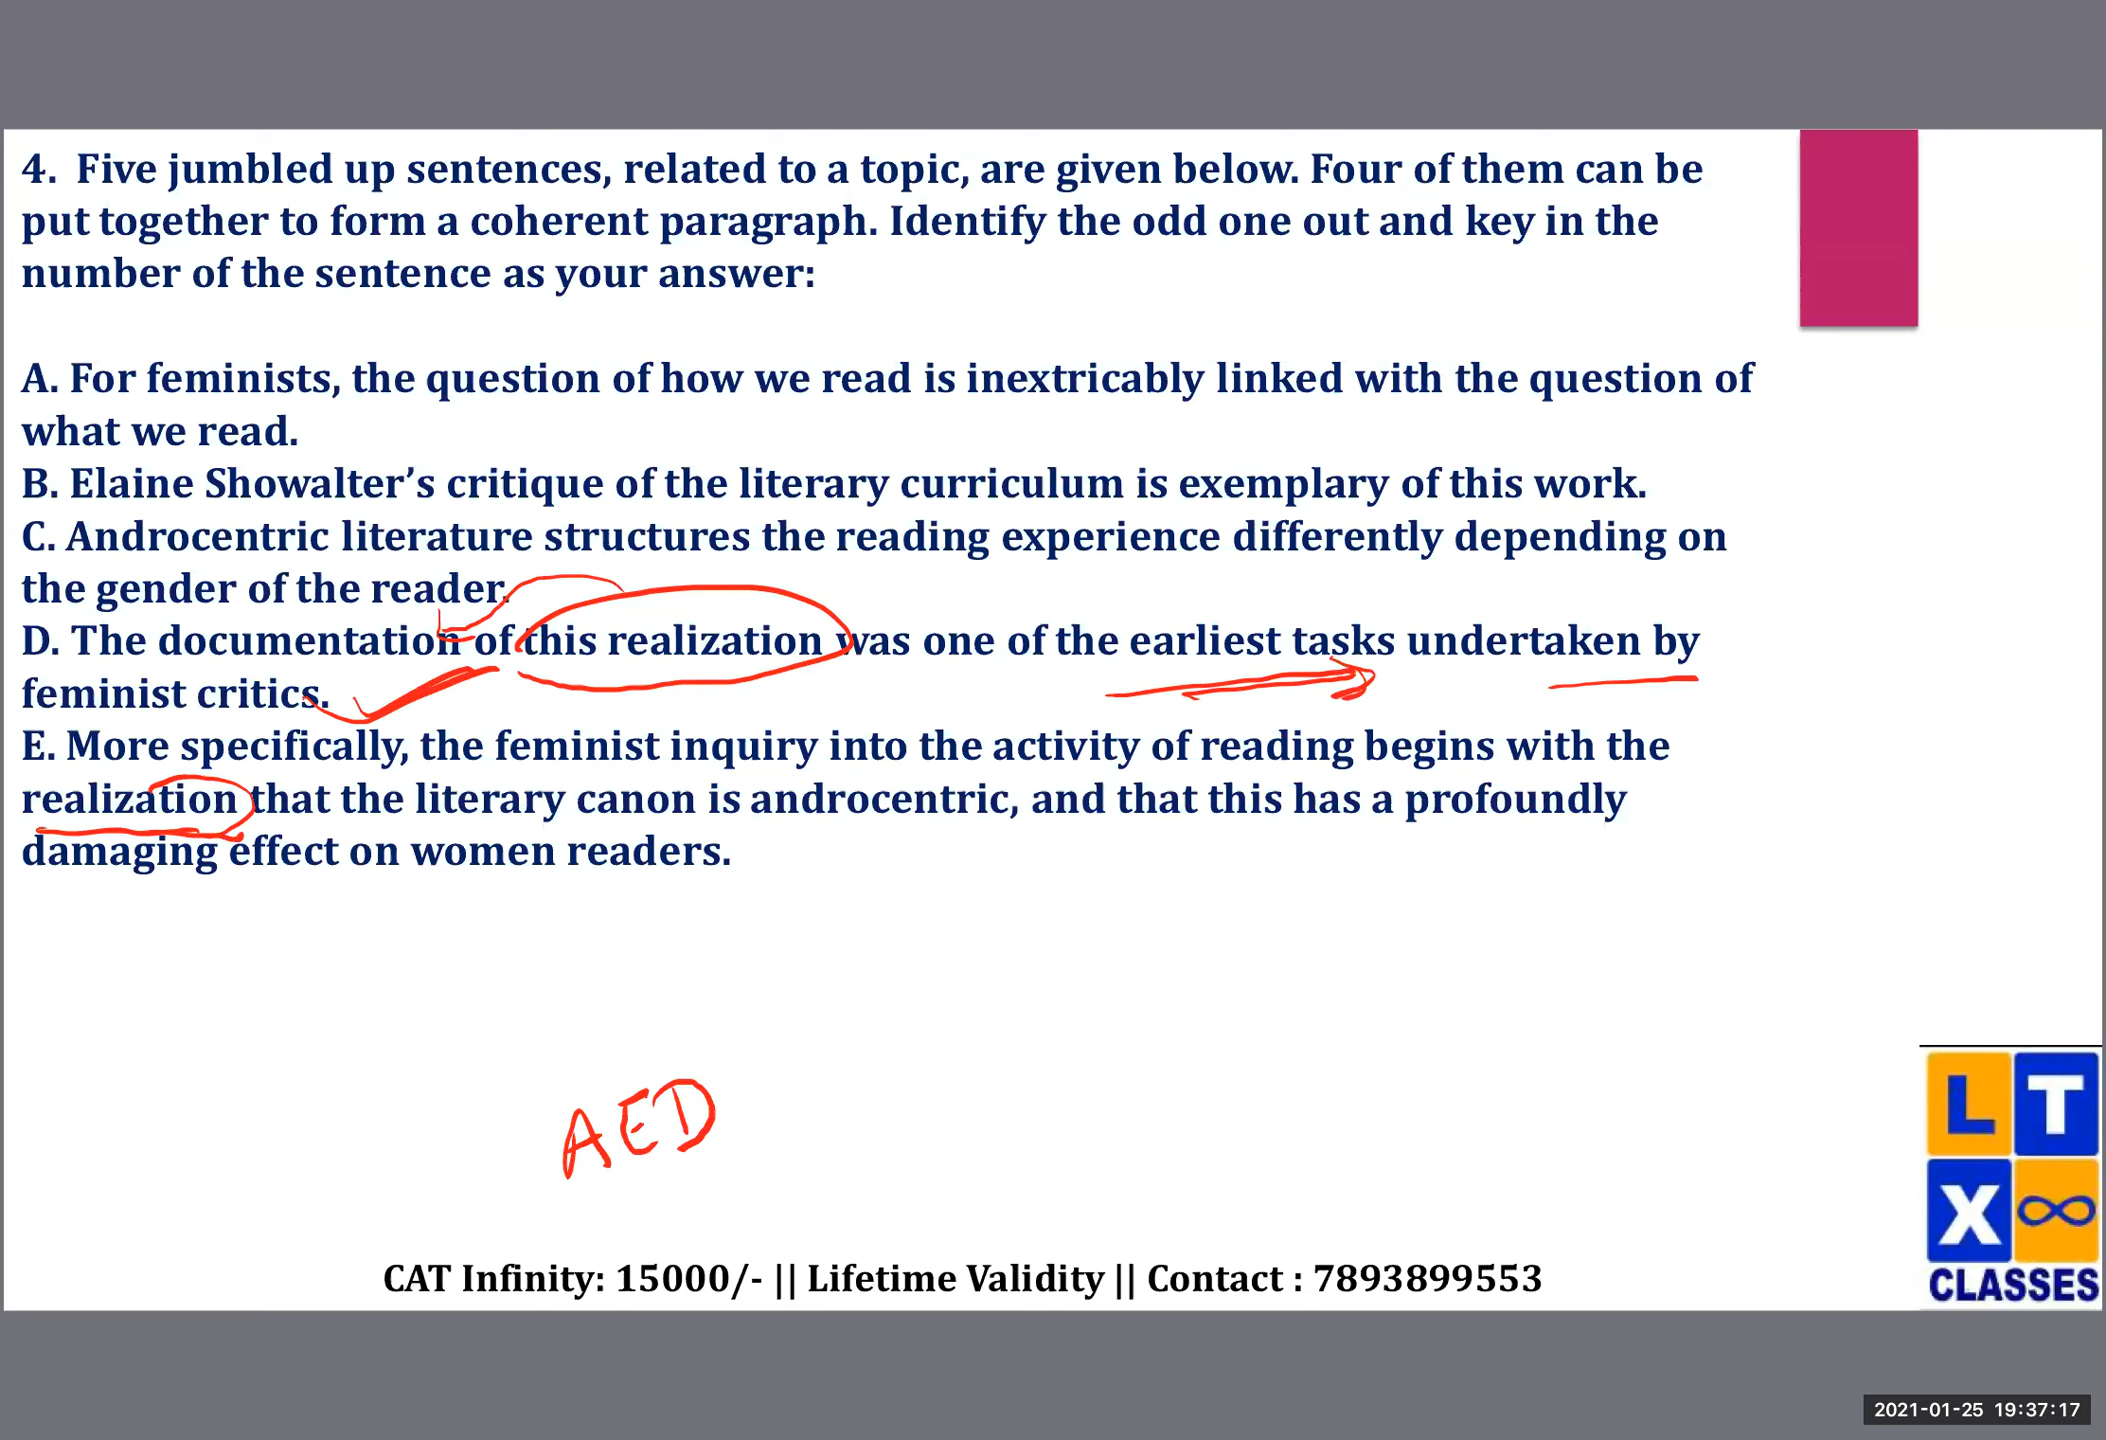 4. Five jumbled up sentences, related to a topic, are given below. Four of them can be
put together to form a coherent paragraph. Identify the odd one out and key in the
number of the sentence as your answer:
A. For feminists, the question of how we read is inextricably linked with the question of
what we read.
B. Elaine Showalter’s critique of the literary curriculum is exemplary of this work.
C. Androcentric literature structures the reading experience differently depending on
the gender of the reader.
D. The documentation of this realization was one of the earliest tasks undertaken by
feminist critics.
E. More specifically, the feminist inquiry into the activity of reading begins with the
realization that the literary canon is androcentric, and that this has a profoundly
damaging effect on women readers.
AED
CAT Infinity: 15000/- || Lifetime Validity || Contact : 7893899553
L T
X ∞
CLASSES
2021-01-25 19:37:17